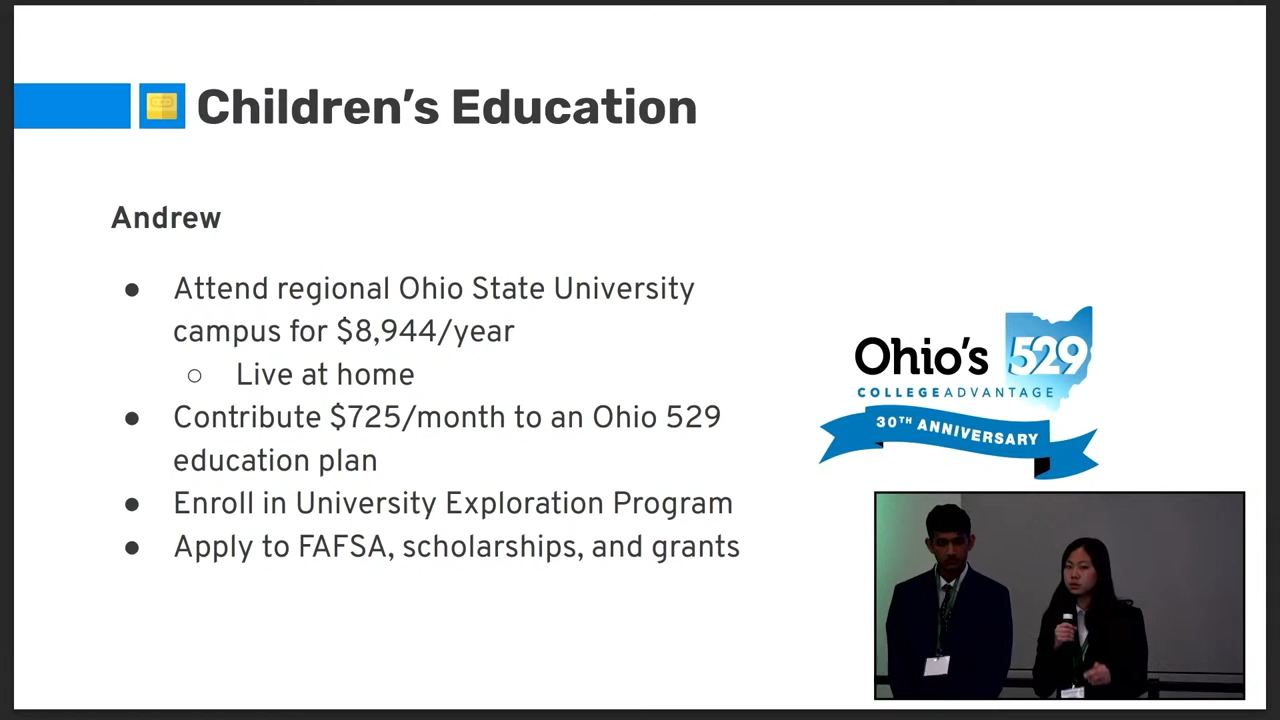 Children's Education
Andrew
● Attend regional Ohio State University
campus for $8,944/year
○ Live at home
● Contribute $725/month to an Ohio 529
education plan
● Enroll in University Exploration Program
● Apply to FAFSA, scholarships, and grants
Ohio's 529
COLLEGEADVANTAGE
30TH ANNIVERSARY